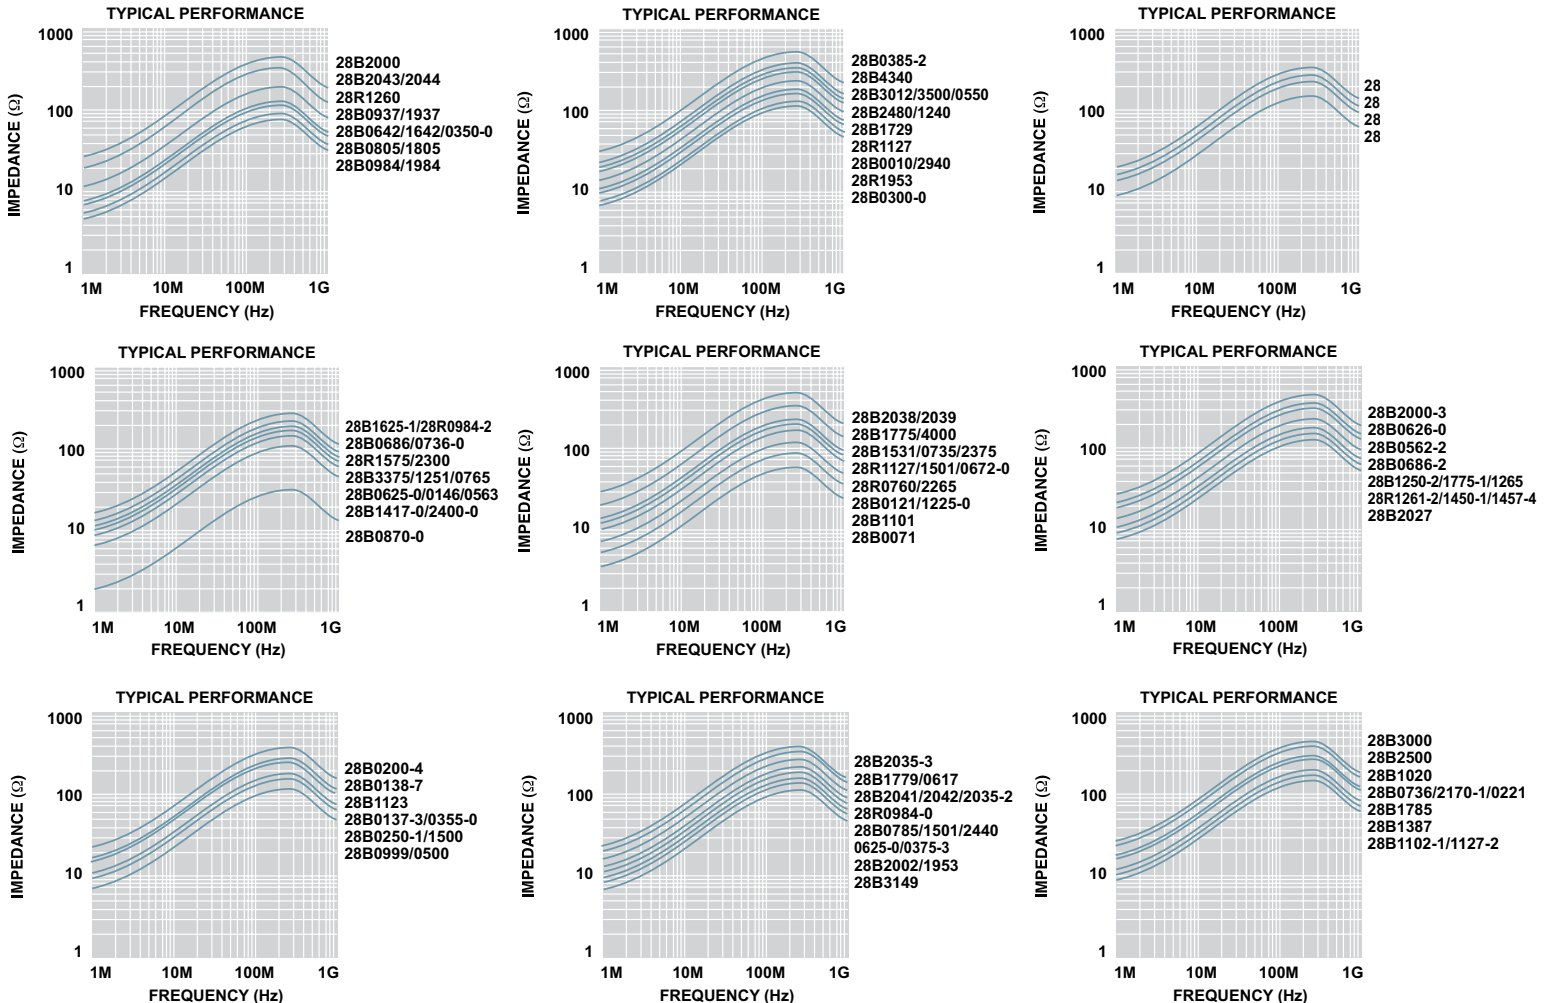 TYPICAL PERFORMANCE
IMPEDANCE (Ω)
1000
100
10
1
1M 10M 100M 1G
FREQUENCY (Hz)
28B2000
28B2043/2044
28R1260
28B0937/1937
28B0642/1642/0350-0
28B0805/1805
28B0984/1984
TYPICAL PERFORMANCE
IMPEDANCE (Ω)
1000
100
10
1
1M 10M 100M 1G
FREQUENCY (Hz)
28B0385-2
28B4340
28B3012/3500/0550
28B2480/1240
28B1729
28R1127
28B0010/2940
28R1953
28B0300-0
TYPICAL PERFORMANCE
IMPEDANCE (Ω)
1000
100
10
1
1M 10M 100M 1G
FREQUENCY (Hz)
28
28
28
28
TYPICAL PERFORMANCE
IMPEDANCE (Ω)
1000
100
10
1
1M 10M 100M 1G
FREQUENCY (Hz)
28B1625-1/28R0984-2
28B0686/0736-0
28R1575/2300
28B3375/1251/0765
28B0625-0/0146/0563
28B1417-0/2400-0
28B0870-0
TYPICAL PERFORMANCE
IMPEDANCE (Ω)
1000
100
10
1
1M 10M 100M 1G
FREQUENCY (Hz)
28B2038/2039
28B1775/4000
28B1531/0735/2375
28R1127/1501/0672-0
28R0760/2265
28B0121/1225-0
28B1101
28B0071
TYPICAL PERFORMANCE
IMPEDANCE (Ω)
1000
100
10
1
1M 10M 100M 1G
FREQUENCY (Hz)
28B2000-3
28B0626-0
28B0562-2
28B0686-2
28B1250-2/1775-1/1265
28R1261-2/1450-1/1457-4
28B2027
TYPICAL PERFORMANCE
IMPEDANCE (Ω)
1000
100
10
1
1M 10M 100M 1G
FREQUENCY (Hz)
28B0200-4
28B0138-7
28B1123
28B0137-3/0355-0
28B0250-1/1500
28B0999/0500
TYPICAL PERFORMANCE
IMPEDANCE (Ω)
1000
100
10
1
1M 10M 100M 1G
FREQUENCY (Hz)
28B2035-3
28B1779/0617
28B2041/2042/2035-2
28R0984-0
28B0785/1501/2440
0625-0/0375-3
28B2002/1953
28B3149
TYPICAL PERFORMANCE
IMPEDANCE (Ω)
1000
100
10
1
1M 10M 100M 1G
FREQUENCY (Hz)
28B3000
28B2500
28B1020
28B0736/2170-1/0221
28B1785
28B1387
28B1102-1/1127-2